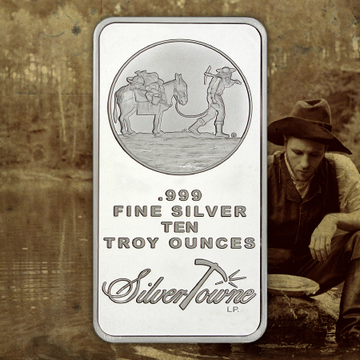 .999
FINE SILVER
TEN
TROY OUNCES
SilverTowne
L.P.